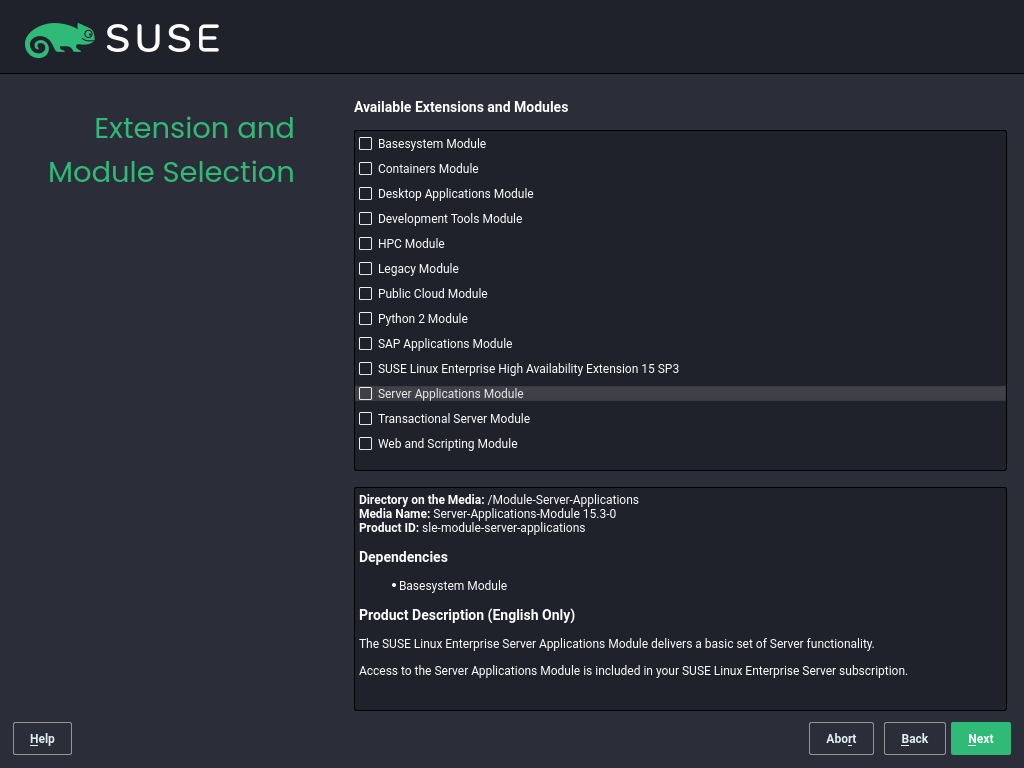 SUSE
Extension and
Module Selection
Available Extensions and Modules
Basesystem Module
Containers Module
Desktop Applications Module
Development Tools Module
HPC Module
Legacy Module
Public Cloud Module
Python 2 Module
SAP Applications Module
SUSE Linux Enterprise High Availability Extension 15 SP3
Server Applications Module
Transactional Server Module
Web and Scripting Module
Directory on the Media: /Module-Server-Applications
Media Name: Server-Applications-Module 15.3-0
Product ID: sle-module-server-applications
Dependencies
• Basesystem Module
Product Description (English Only)
The SUSE Linux Enterprise Server Applications Module delivers a basic set of Server functionality.
Access to the Server Applications Module is included in your SUSE Linux Enterprise Server subscription.
Help Abort Back Next